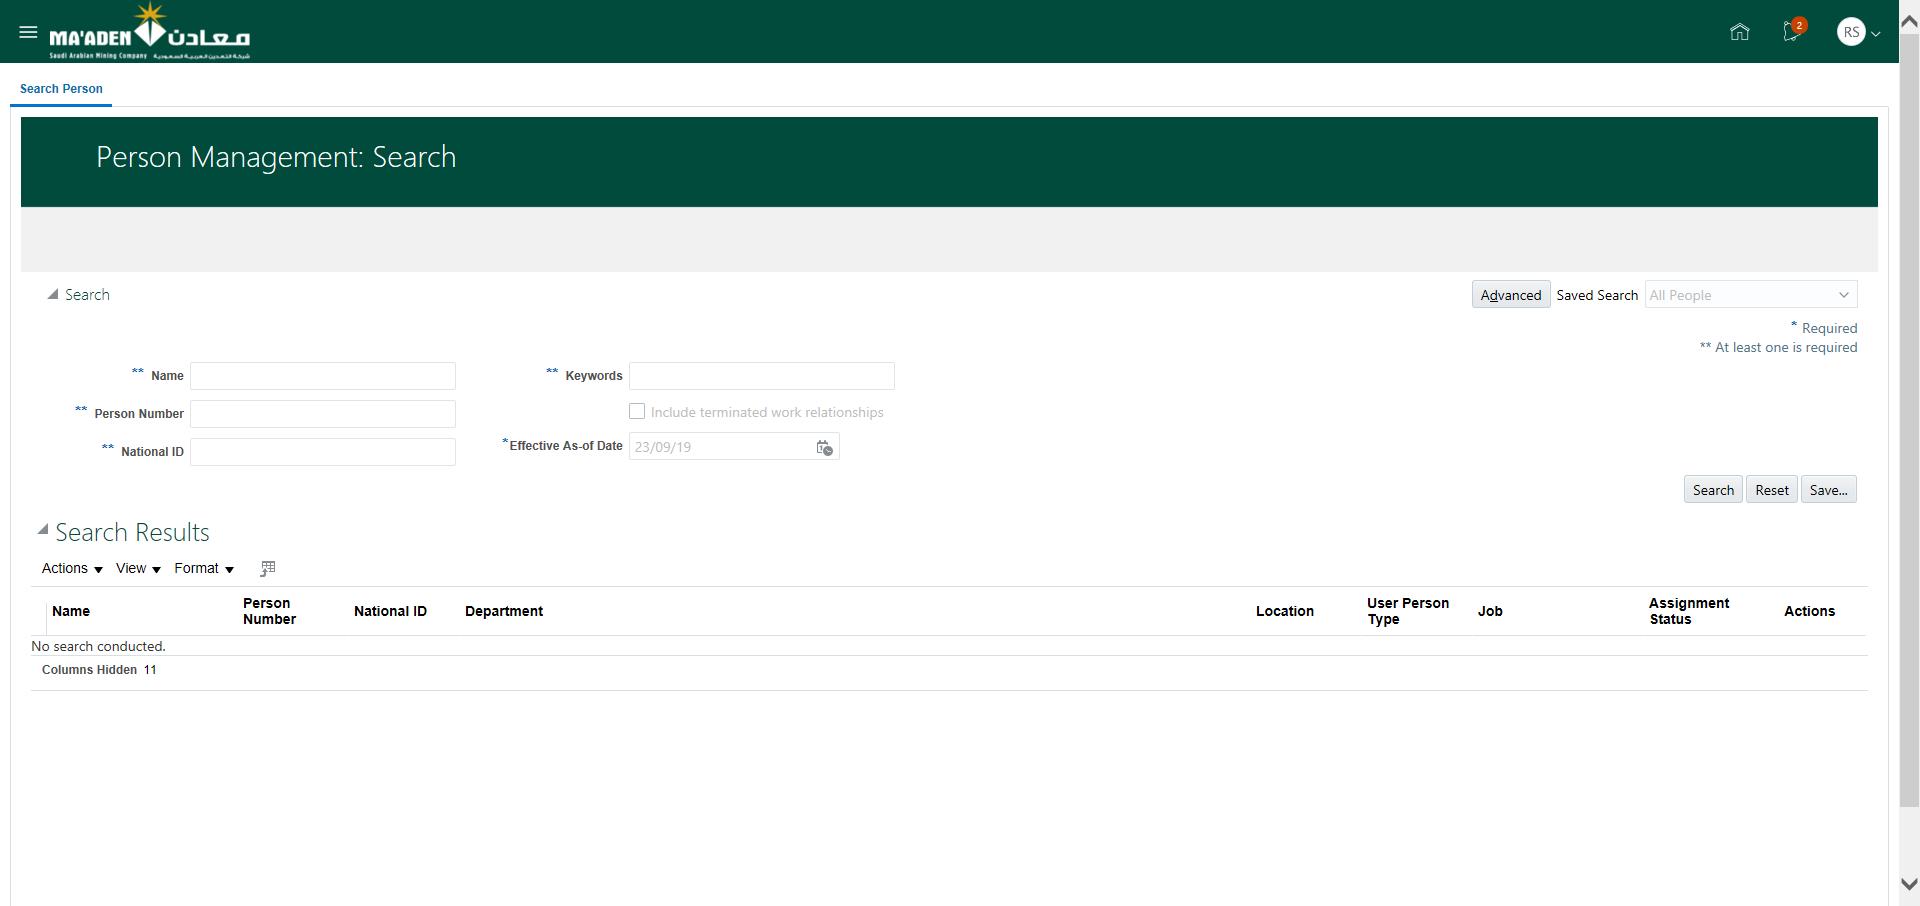 MA'ADEN معادن
Saudi Arabian Mining Company شركة التعدين العربية السعودية
2
RS
Search Person
Person Management: Search
Search
Advanced Saved Search All People
* Required
** At least one is required
** Name
** Keywords
** Person Number
Include terminated work relationships
** National ID
*Effective As-of Date 23/09/19
Search Reset Save...
Search Results
Actions View Format
Name Person Number National ID Department Location User Person Type Job Assignment Status Actions
No search conducted.
Columns Hidden 11